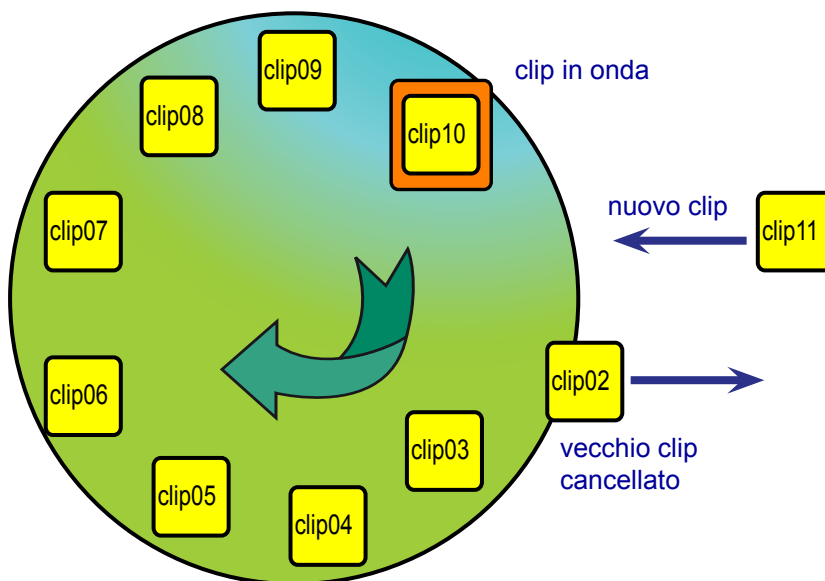 clip09
clip in onda
clip08
clip10
clip07
nuovo clip
clip11
clip06
clip02
clip03
vecchio clip
cancellato
clip05
clip04